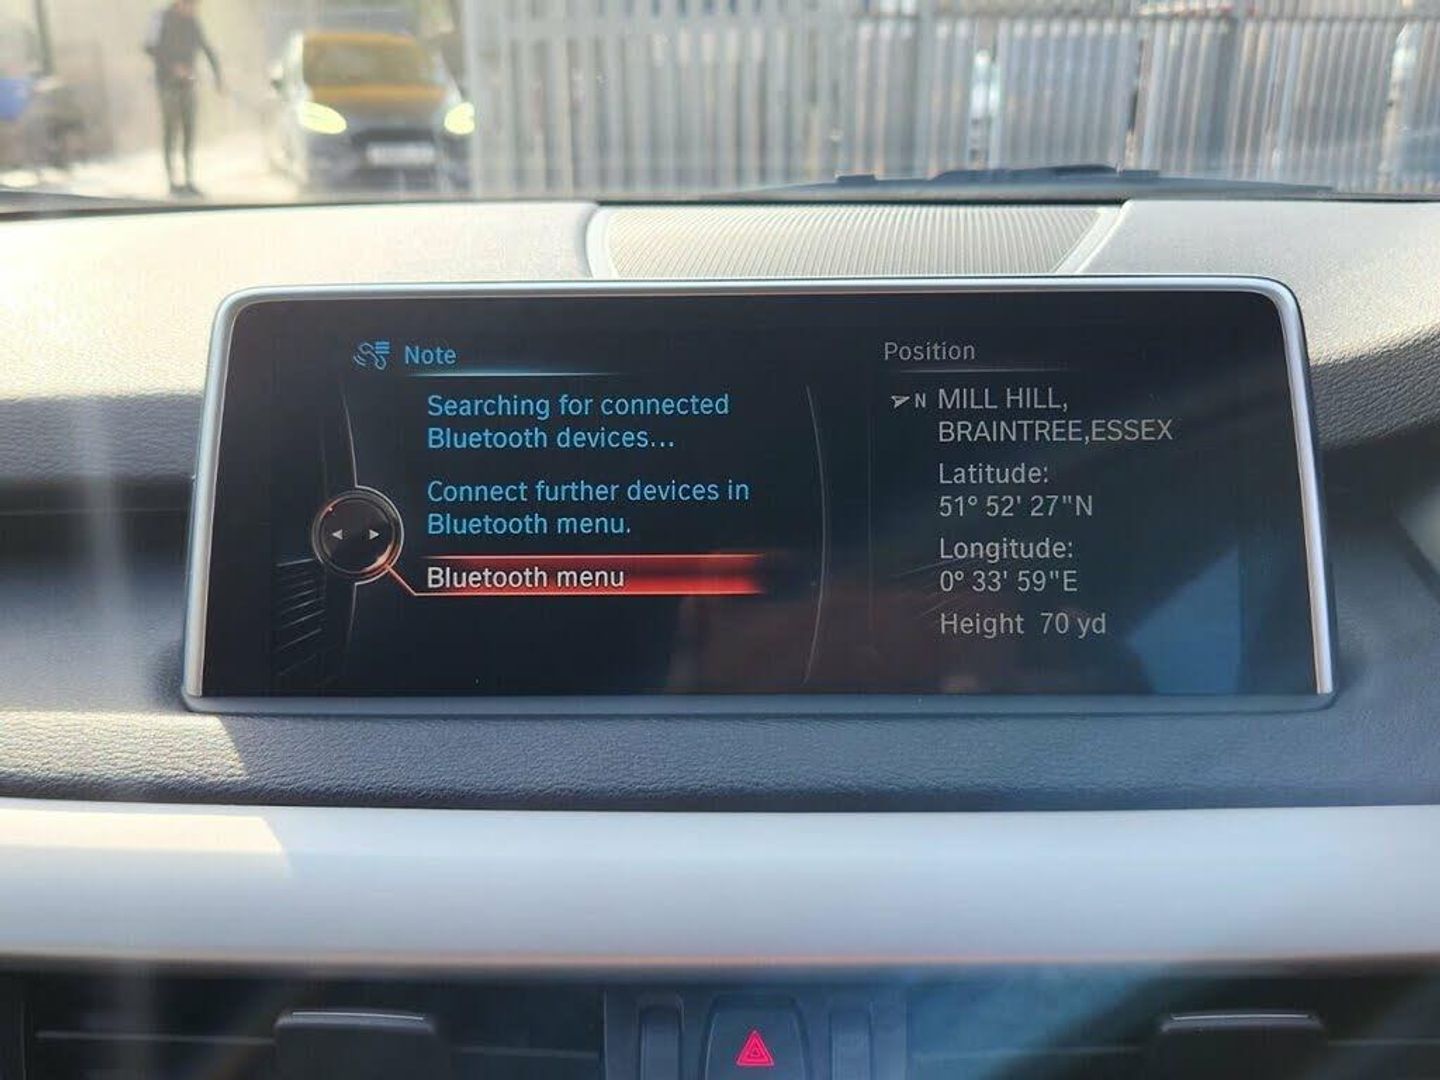 Note
Searching for connected
Bluetooth devices...
Connect further devices in
Bluetooth menu.
Bluetooth menu
Position
N MILL HILL,
BRAINTREE,ESSEX
Latitude:
51° 52' 27"N
Longitude:
0° 33' 59"E
Height 70 yd